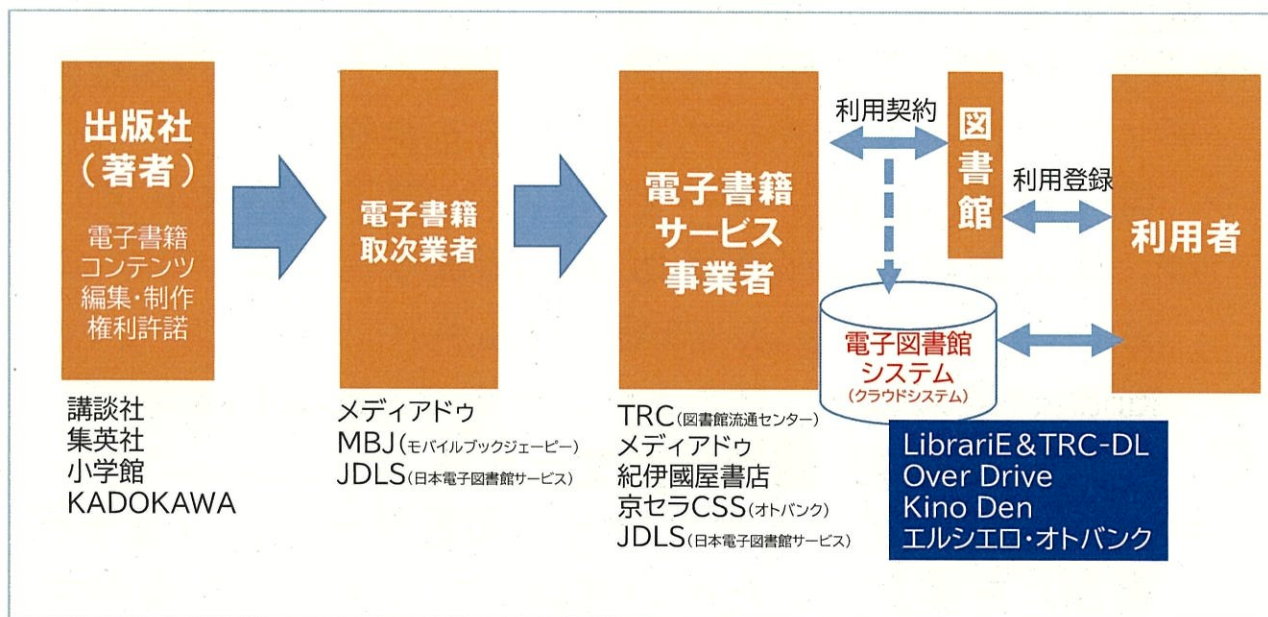 出版社
(著者)
電子書籍
コンテンツ
編集・制作
権利許諾
講談社
集英社
小学館
KADOKAWA
電子書籍
取次業者
メディアドゥ
MBJ(モバイルブックジェーピー)
JDLS(日本電子図書館サービス)
電子書籍
サービス
事業者
TRC(図書館流通センター)
メディアドゥ
紀伊國屋書店
京セラCSS(オトバンク)
JDLS(日本電子図書館サービス)
利用契約
図書館
利用登録
利用者
電子図書館
システム
(クラウドシステム)
LibrariE&TRC-DL
Over Drive
Kino Den
エルシエロ・オトバンク